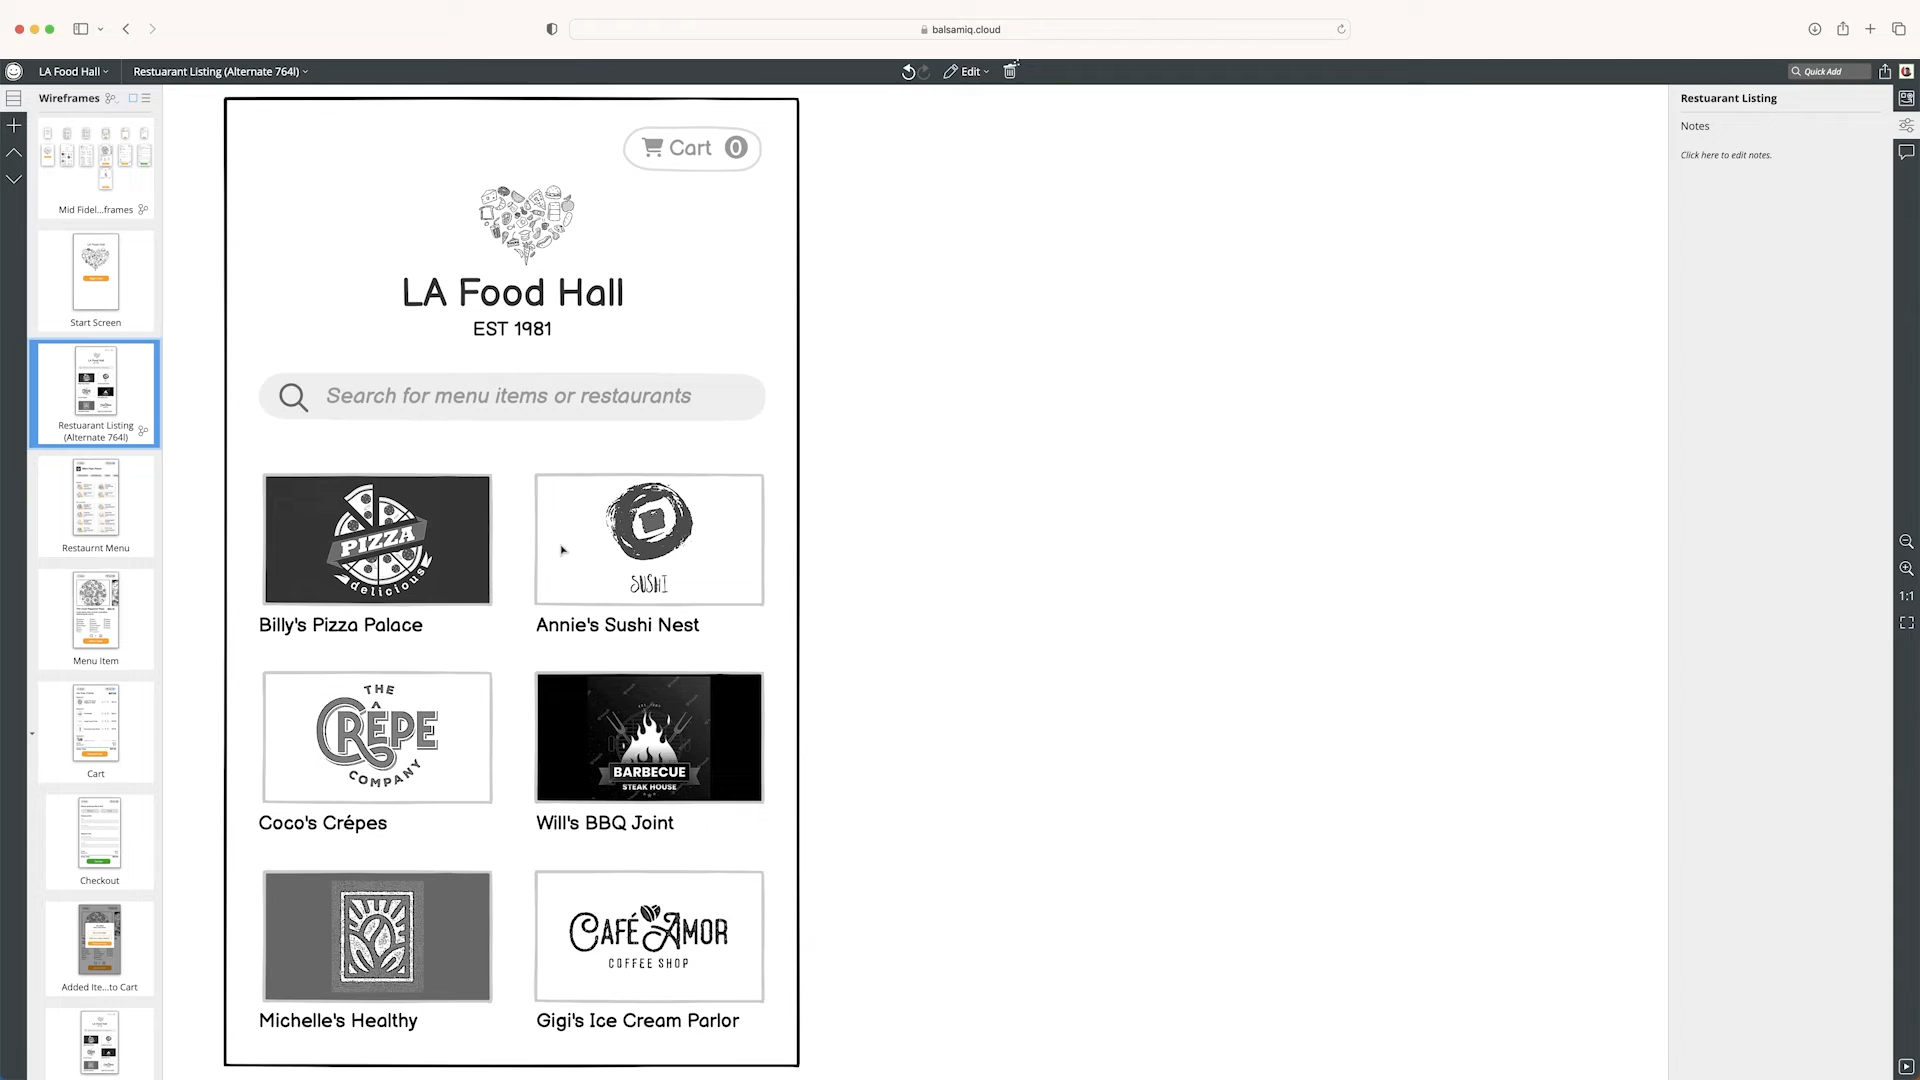 balsamiq.cloud
LA Food Hall
Restuarant Listing (Alternate 764l)
Edit
Quick Add
Wireframes
Mid Fidel...frames
Start Screen
Restuarant Listing
(Alternate 764l)
Restaurnt Menu
Menu Item
Cart
Checkout
Added Ite...to Cart
Cart 0
LA Food Hall
EST 1981
Search for menu items or restaurants
PIZZA
delicious
Billy's Pizza Palace
SUSHI
Annie's Sushi Nest
THE
CRÊPE
COMPANY
Coco's Crépes
BARBECUE
STEAK HOUSE
Will's BBQ Joint
Michelle's Healthy
CAFÉ AMOR
COFFEE SHOP
Gigi's Ice Cream Parlor
Restuarant Listing
Notes
Click here to edit notes.
1:1